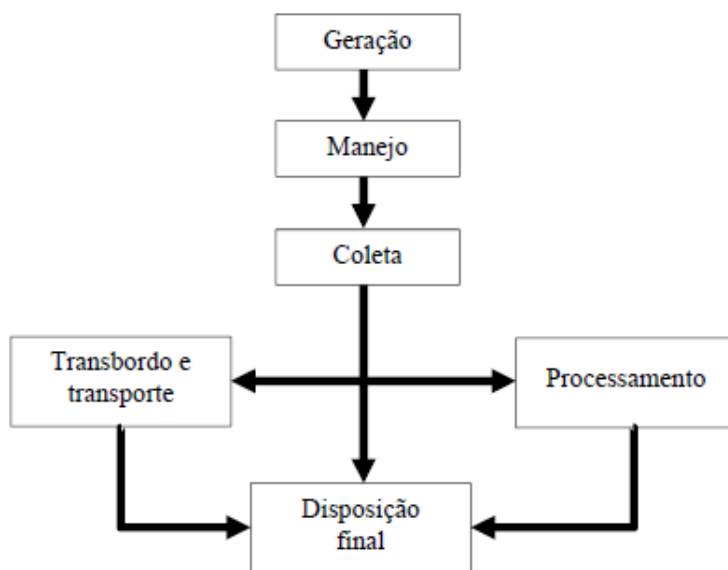 Geração
Manejo
Coleta
Transbordo e
transporte
Processamento
Disposição
final